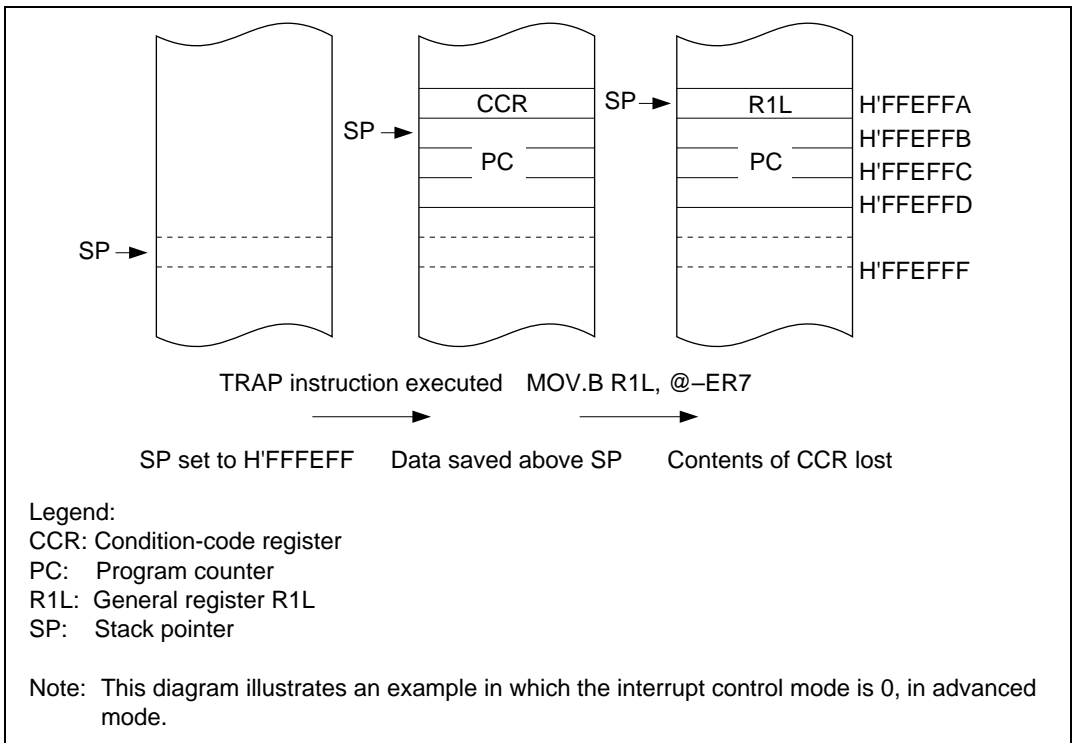 CCR
SP
R1L
H'FFEFFA
SP
H'FFEFFB
PC
PC
H'FFEFFC
H'FFEFFD
SP
H'FFEFFF
TRAP instruction executed
MOV.B R1L, @–ER7
SP set to H'FFFEFF
Data saved above SP
Contents of CCR lost
Legend:
CCR: Condition-code register
PC: Program counter
R1L: General register R1L
SP: Stack pointer
Note: This diagram illustrates an example in which the interrupt control mode is 0, in advanced
mode.